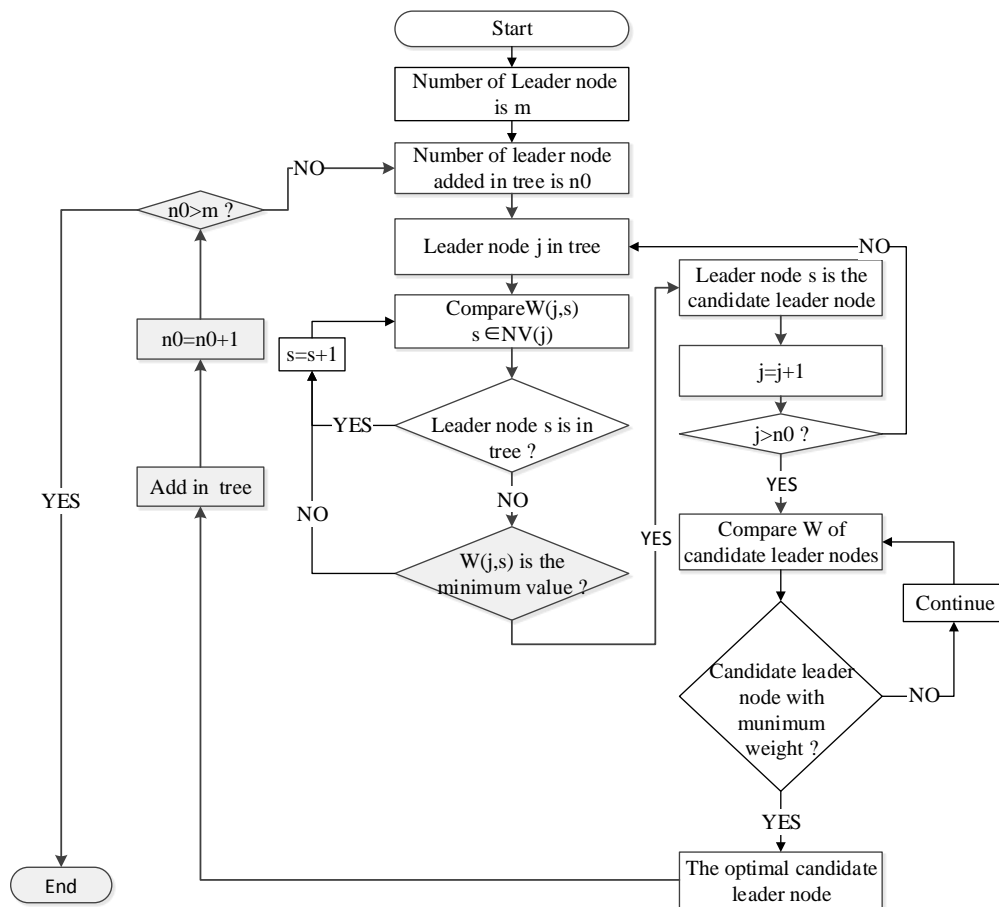 Start
Number of Leader node
is m
NO
Number of leader node
added in tree is n0
n0>m ?
Leader node j in tree
NO
Leader node s is the
candidate leader node
CompareW(j,s)
s∈NV(j)
n0=n0+1
s=s+1
j=j+1
YES
Leader node s is in
tree ?
j>n0 ?
YES
Add in tree
YES
NO
NO
YES
Compare W of
candidate leader nodes
W(j,s) is the
minimum value ?
Continue
Candidate leader
node with
munimum
weight ?
NO
YES
The optimal candidate
leader node
End